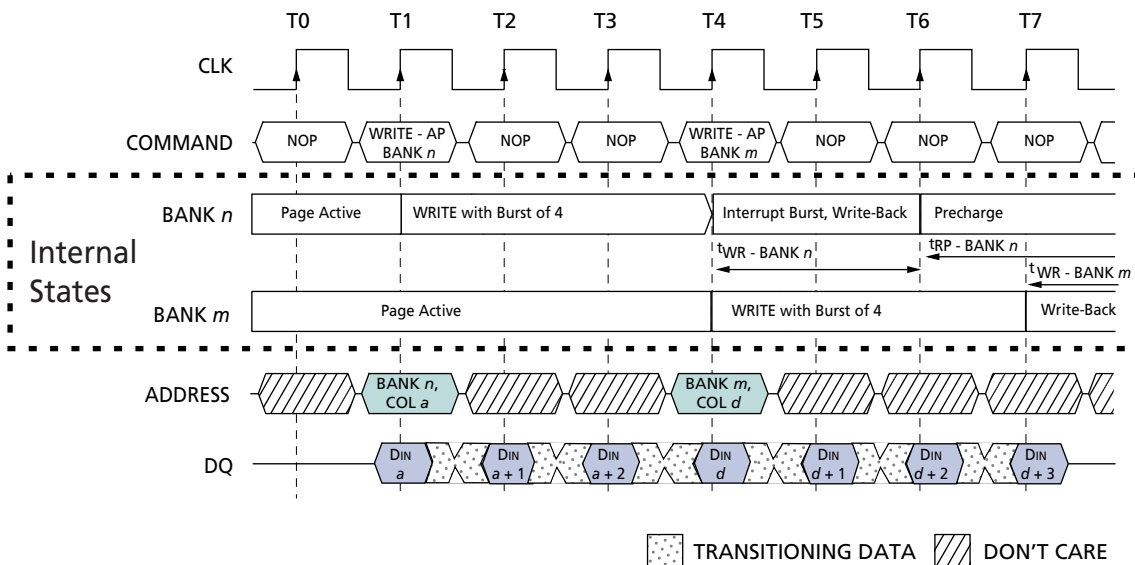 T0 T1 T2 T3 T4 T5 T6 T7
CLK
COMMAND NOP WRITE - AP BANK n NOP NOP WRITE - AP BANK m NOP NOP NOP
BANK n Page Active WRITE with Burst of 4 Interrupt Burst, Write-Back Precharge
Internal States
tWR - BANK n tRP - BANK n
tWR - BANK m
BANK m Page Active WRITE with Burst of 4 Write-Back
ADDRESS BANK n, COL a BANK m, COL d
DQ DIN a DIN a + 1 DIN a + 2 DIN d DIN d + 1 DIN d + 2 DIN d + 3
TRANSITIONING DATA DON'T CARE